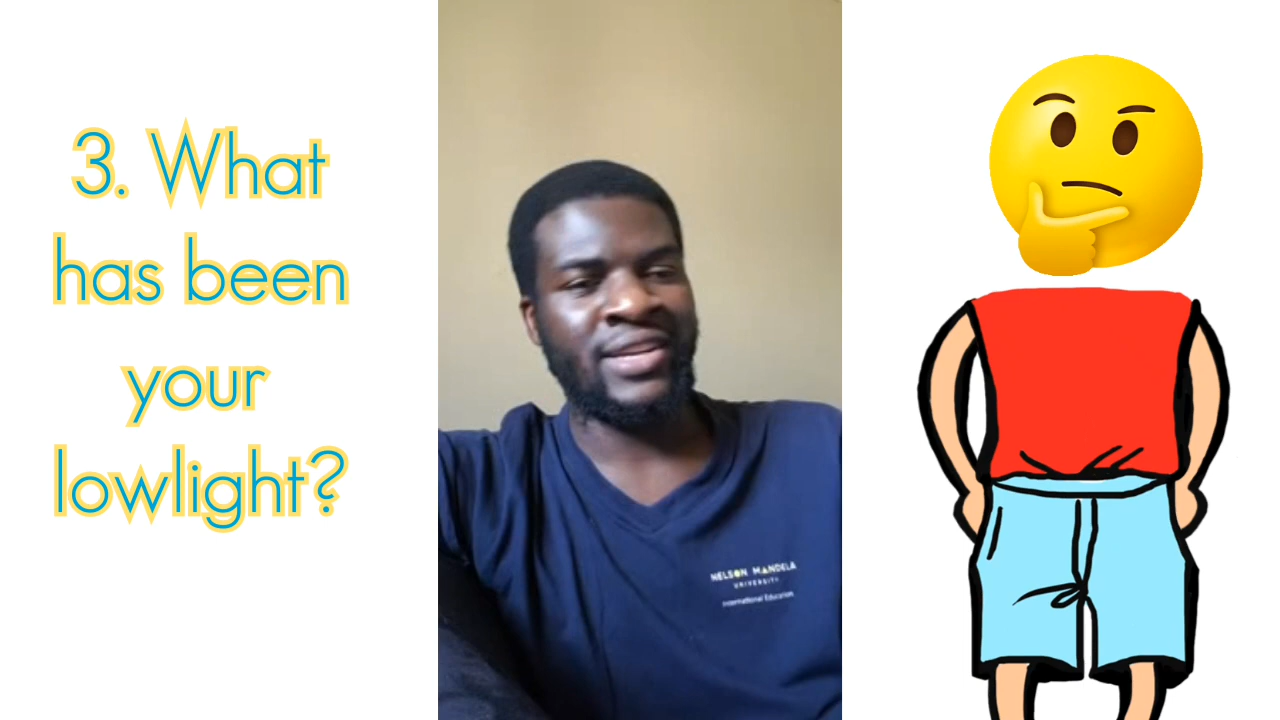 3. What
has been
your
lowlight?
NELSON MANDELA
UNIVERSITY
International Education